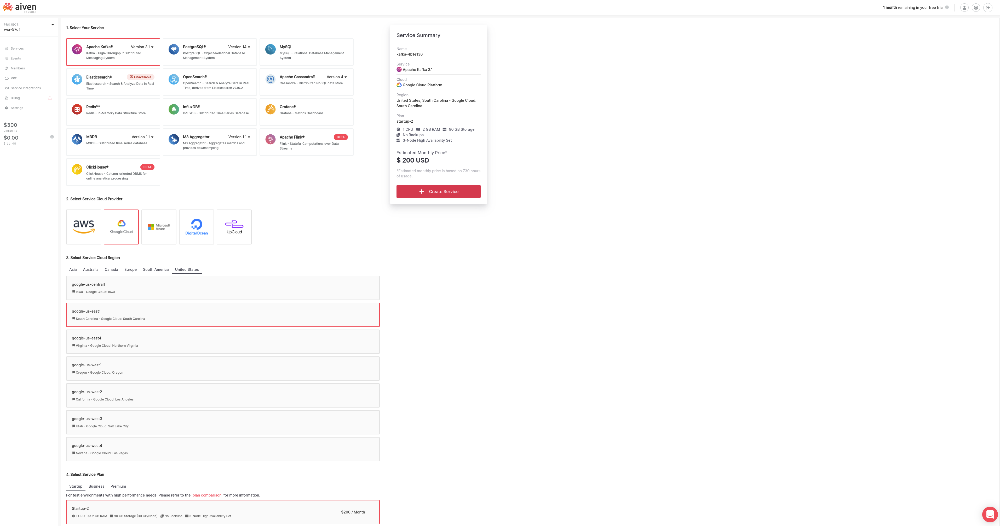 aiven
CONSOLE
1 month remaining in your free trial
PROJECT:
wcr-57df
Services
Events
Members
VPC
Service Integrations
Billing
Settings
$300
CREDITS
$0.00
BILLING
1. Select Your Service
Apache Kafka® Version 3.1
Kafka - High-Throughput Distributed
Messaging System
PostgreSQL® Version 14
PostgreSQL - Object-Relational Database
Management System
MySQL
MySQL - Relational Database Management
System
Elasticsearch® Unavailable
Elasticsearch - Search & Analyze Data in Real
Time
OpenSearch®
OpenSearch - Search & Analyze Data in Real
Time, derived from Elasticsearch v7.10.2
Apache Cassandra® Version 4
Cassandra - Distributed NoSQL data store
Redis™*
Redis - In-Memory Data Structure Store
InfluxDB®
InfluxDB - Distributed Time Series Database
Grafana®
Grafana - Metrics Dashboard
M3DB Version 1.1
M3DB - Distributed time series database
M3 Aggregator Version 1.1
M3 Aggregator - Aggregates metrics and
provides downsampling
Apache Flink® BETA
Flink - Stateful Computations over Data
Streams
ClickHouse® BETA
ClickHouse - Column-oriented DBMS for
online analytical processing
2. Select Service Cloud Provider
aws
Google Cloud
Microsoft
Azure
DigitalOcean
UpCloud
3. Select Service Cloud Region
Asia Australia Canada Europe South America United States
google-us-central1
Iowa - Google Cloud: Iowa
google-us-east1
South Carolina - Google Cloud: South Carolina
google-us-east4
Virginia - Google Cloud: Northern Virginia
google-us-west1
Oregon - Google Cloud: Oregon
google-us-west2
California - Google Cloud: Los Angeles
google-us-west3
Utah - Google Cloud: Salt Lake City
google-us-west4
Nevada - Google Cloud: Las Vegas
4. Select Service Plan
Startup Business Premium
For test environments with high performance needs. Please refer to the plan comparison for more information.
Startup-2
1 CPU 2 GB RAM 90 GB Storage (30 GB/Node) No Backups 3-Node High Availability Set
$200 / Month
Service Summary
Name
kafka-4b1e136
Service
Apache Kafka 3.1
Cloud
Google Cloud Platform
Region
United States, South Carolina - Google Cloud:
South Carolina
Plan
startup-2
1 CPU 2 GB RAM 90 GB Storage
No Backups
3-Node High Availability Set
Estimated Monthly Price*
$ 200 USD
*Estimated monthly price is based on 730 hours
of usage.
+ Create Service